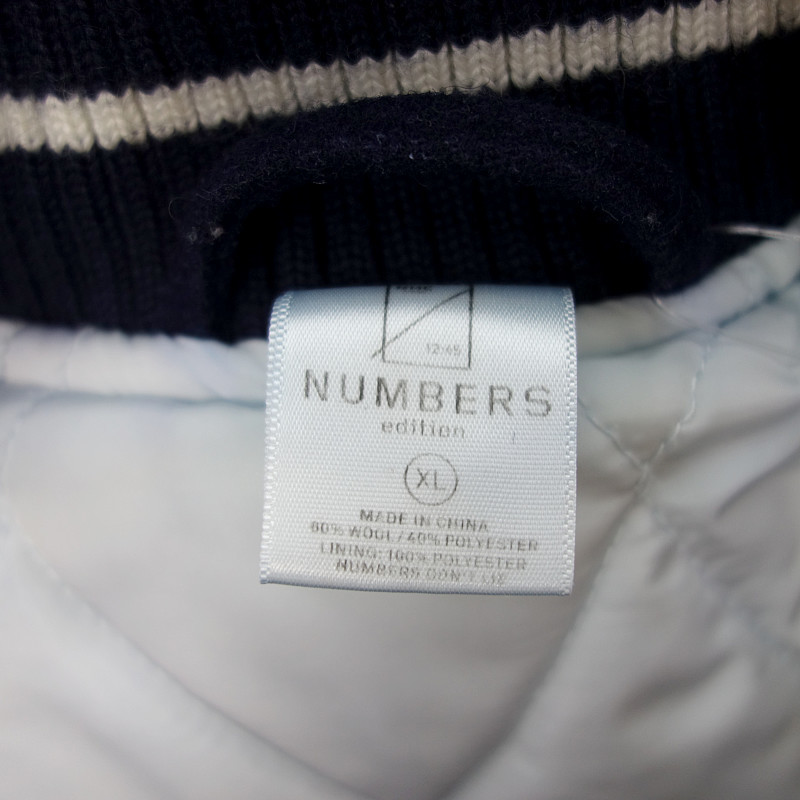 12:45
NUMBERS
edition
XL
MADE IN CHINA
60% WOOL / 40% POLYESTER
LINING: 100% POLYESTER
NUMBERS DON'T LIE